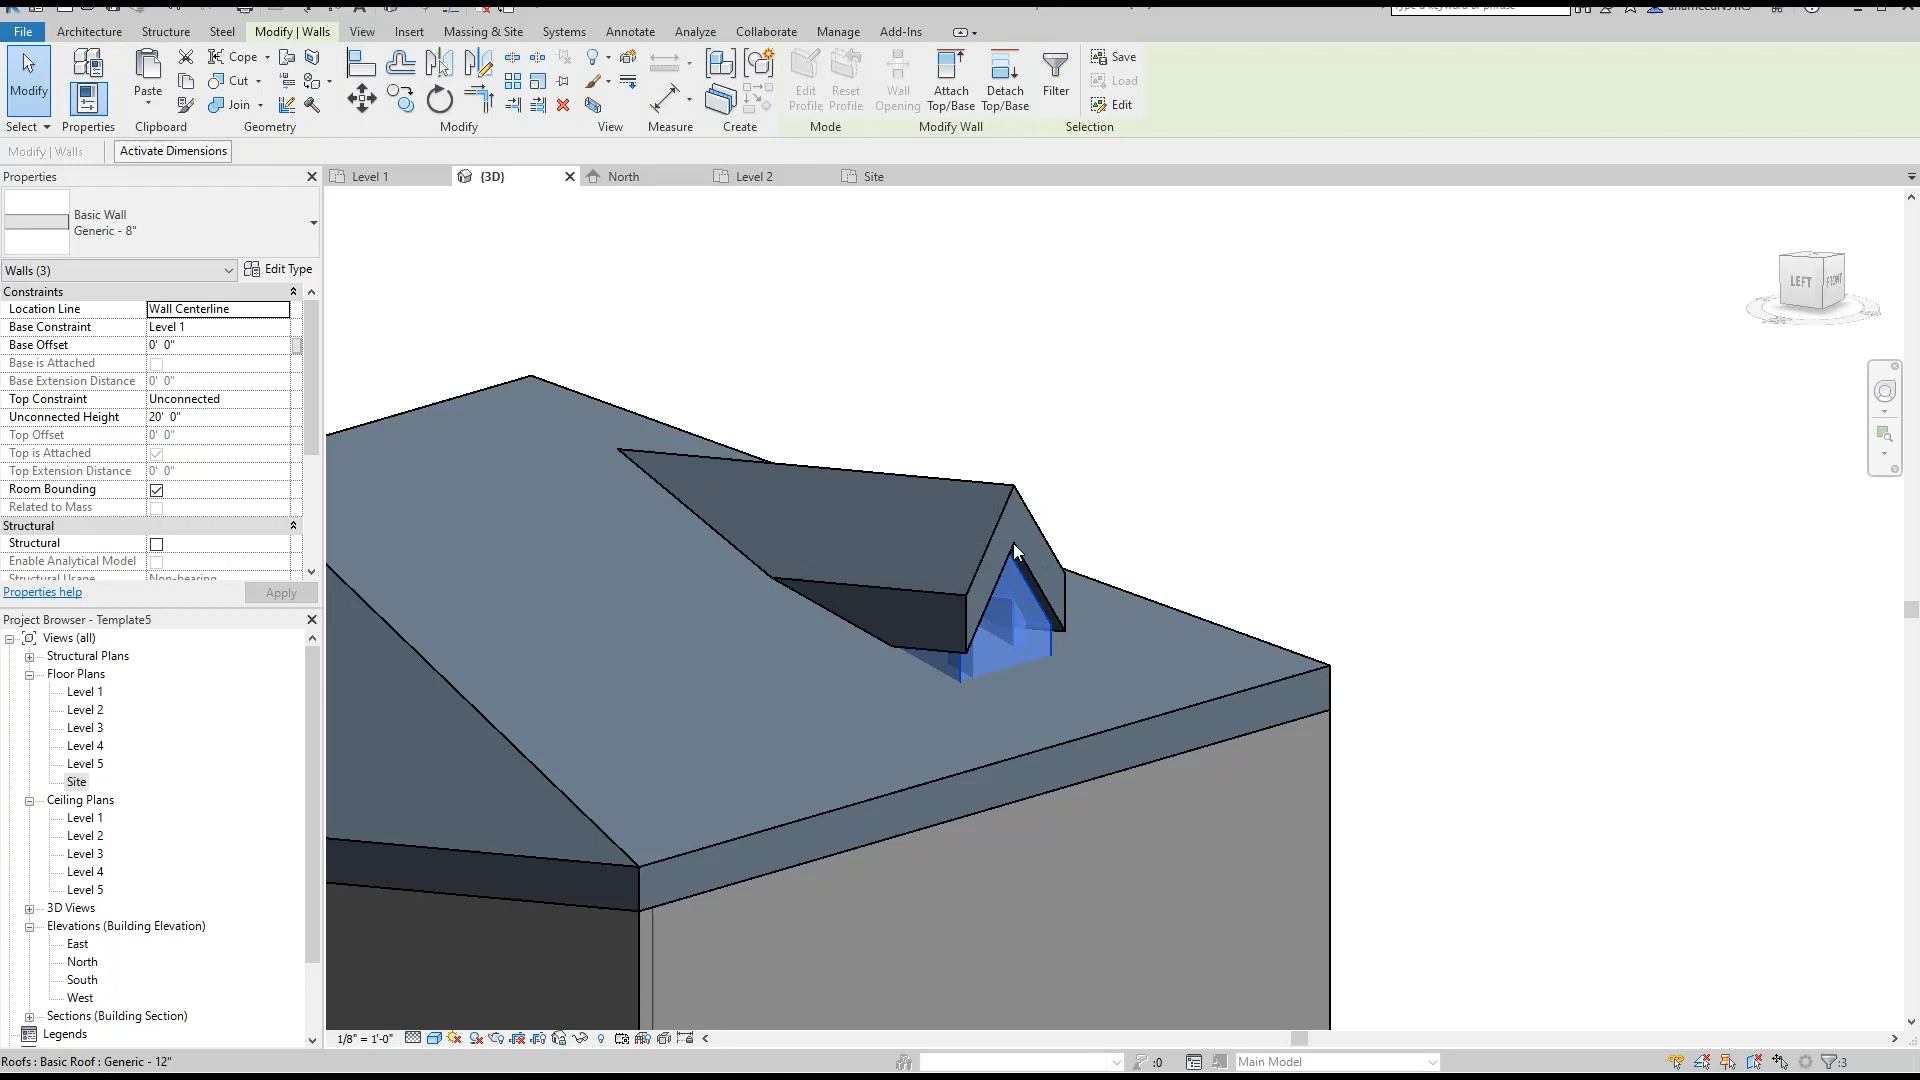 File Architecture Structure Steel Modify | Walls View Insert Massing & Site Systems Annotate Analyze Collaborate Manage Add-Ins
Modify
Paste
Cope
Cut
Join
Edit Profile
Reset Profile
Wall Opening
Attach Top/Base
Detach Top/Base
Filter
Save
Load
Edit
Select Properties Clipboard Geometry Modify View Measure Create Mode Modify Wall Selection
Modify | Walls Activate Dimensions
Properties
Level 1 {3D} North Level 2 Site
Basic Wall
Generic - 8"
Walls (3) Edit Type
Constraints
Location Line Wall Centerline
Base Constraint Level 1
Base Offset 0' 0"
Base is Attached
Base Extension Distance 0' 0"
Top Constraint Unconnected
Unconnected Height 20' 0"
Top Offset 0' 0"
Top is Attached
Top Extension Distance 0' 0"
Room Bounding
Related to Mass
Structural
Structural
Enable Analytical Model
Structural Usage Non-bearing
Properties help Apply
Project Browser - Template5
Views (all)
Structural Plans
Floor Plans
Level 1
Level 2
Level 3
Level 4
Level 5
Site
Ceiling Plans
Level 1
Level 2
Level 3
Level 4
Level 5
3D Views
Elevations (Building Elevation)
East
North
South
West
Sections (Building Section)
Legends
LEFT FRONT
1/8" = 1'-0"
Roofs : Basic Roof : Generic - 12"
:0
Main Model
:3